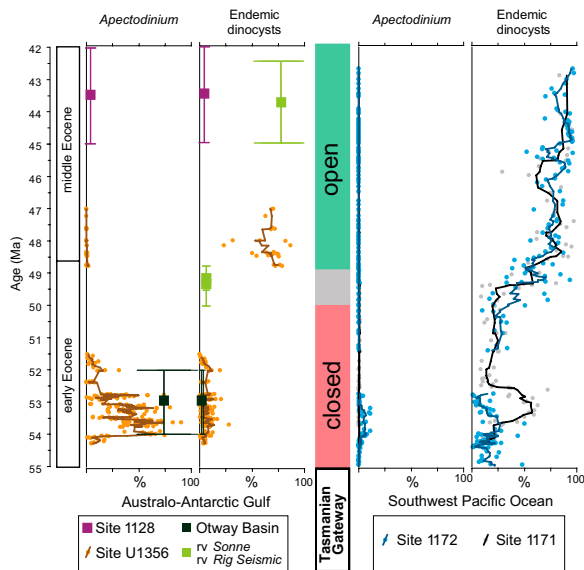 Apectodinium
Endemic
dinocysts
Apectodinium
Endemic
dinocysts
Age (Ma)
42
43
44
45
46
47
48
49
50
51
52
53
54
55
middle Eocene
early Eocene
open
closed
Tasmanian
Gateway
% 100
% 100
% 100
% 100
Australo-Antarctic Gulf
Southwest Pacific Ocean
Site 1128
Otway Basin
Site U1356
rv Sonne
rv Rig Seismic
Site 1172
Site 1171